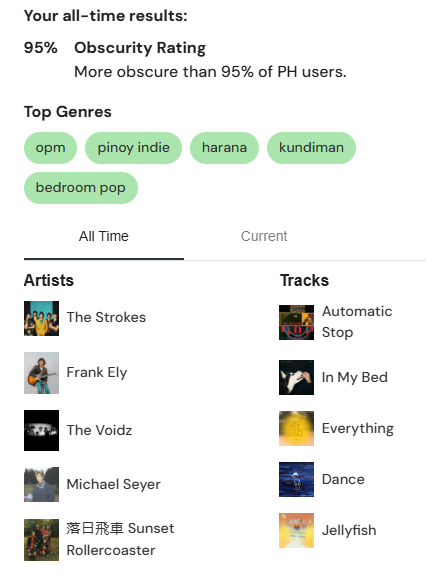 Your all-time results:
95% Obscurity Rating
More obscure than 95% of PH users.
Top Genres
opm pinoy indie harana kundiman
bedroom pop
All Time Current
Artists
The Strokes
Frank Ely
The Voidz
Michael Seyer
落日飛車 Sunset
Rollercoaster
Tracks
Automatic
Stop
In My Bed
Everything
Dance
Jellyfish